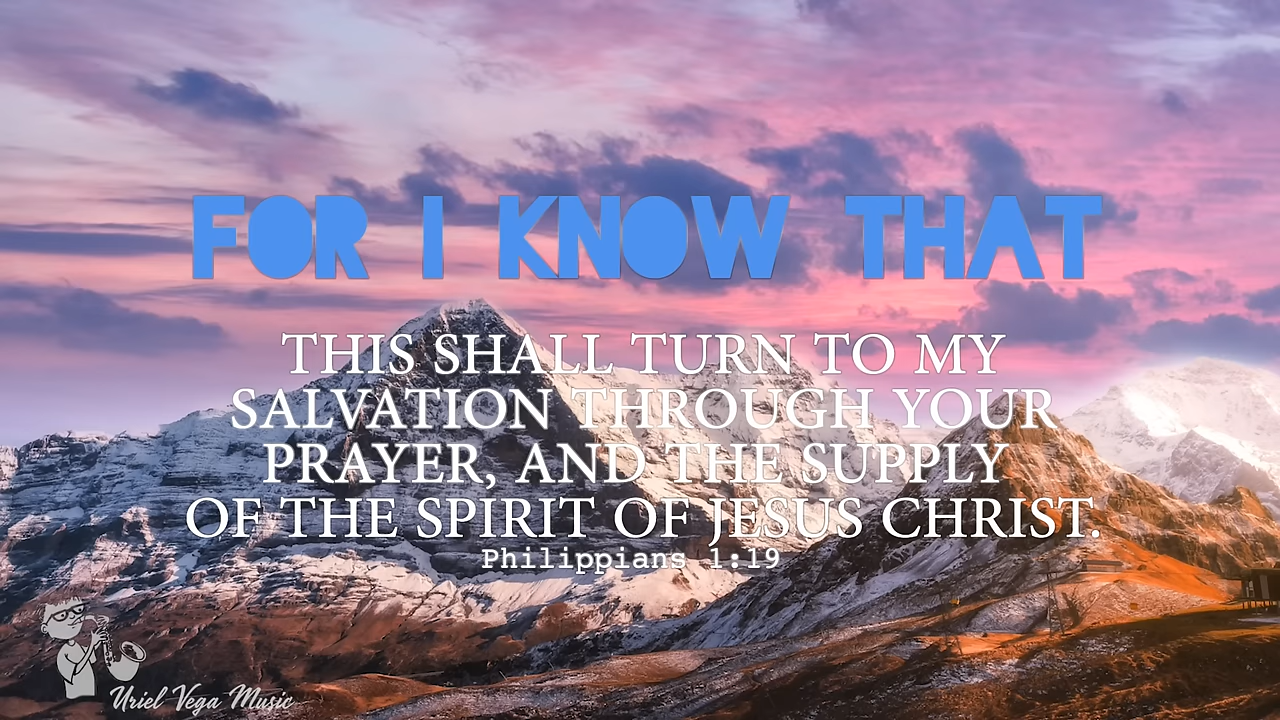 FOR I KNOW THAT
THIS SHALL TURN TO MY
SALVATION THROUGH YOUR
PRAYER, AND THE SUPPLY
OF THE SPIRIT OF JESUS CHRIST.
Philippians 1:19
Uriel Vega Music